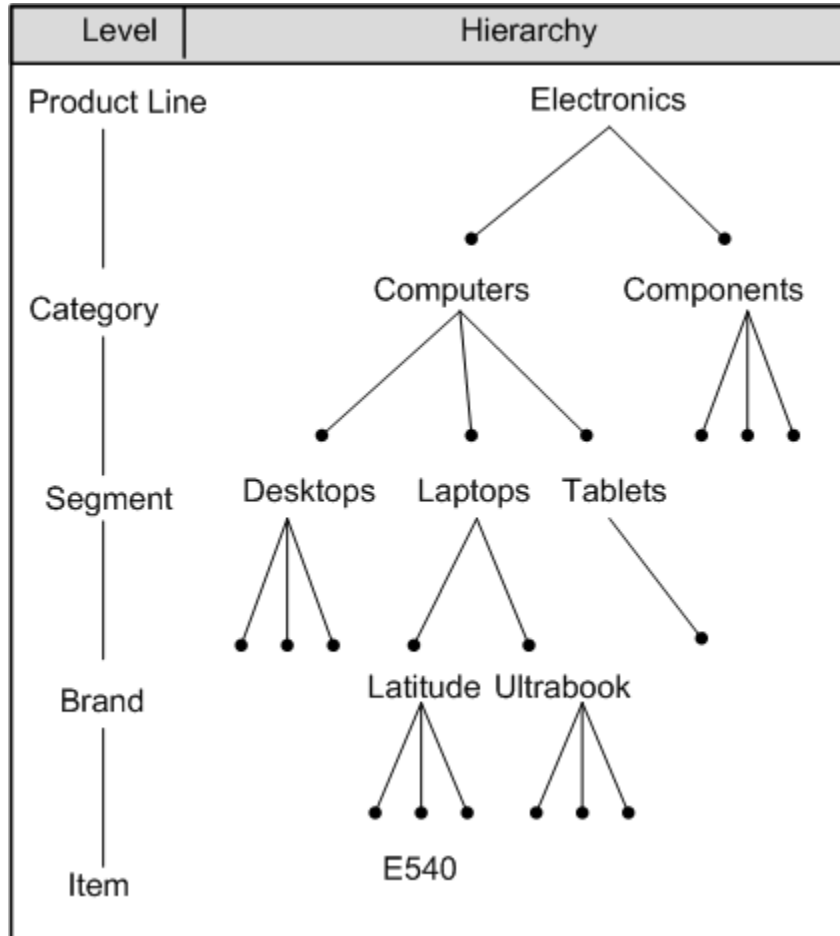 Level Hierarchy
Product Line Electronics
Category Computers Components
Segment Desktops Laptops Tablets
Brand Latitude Ultrabook
Item E540